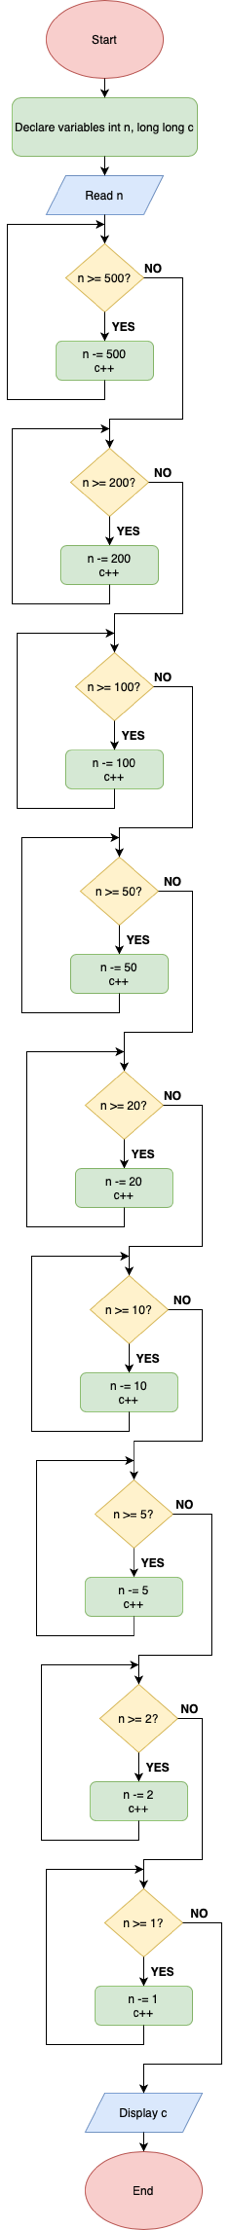 Start
Declare variables int n, long long c
Read n
n >= 500?
NO
YES
n -= 500
c++
n >= 200?
NO
YES
n -= 200
c++
n >= 100?
NO
YES
n -= 100
c++
n >= 50?
NO
YES
n -= 50
c++
n >= 20?
NO
YES
n -= 20
c++
n >= 10?
NO
YES
n -= 10
c++
n >= 5?
NO
YES
n -= 5
c++
n >= 2?
NO
YES
n -= 2
c++
n >= 1?
NO
YES
n -= 1
c++
Display c
End